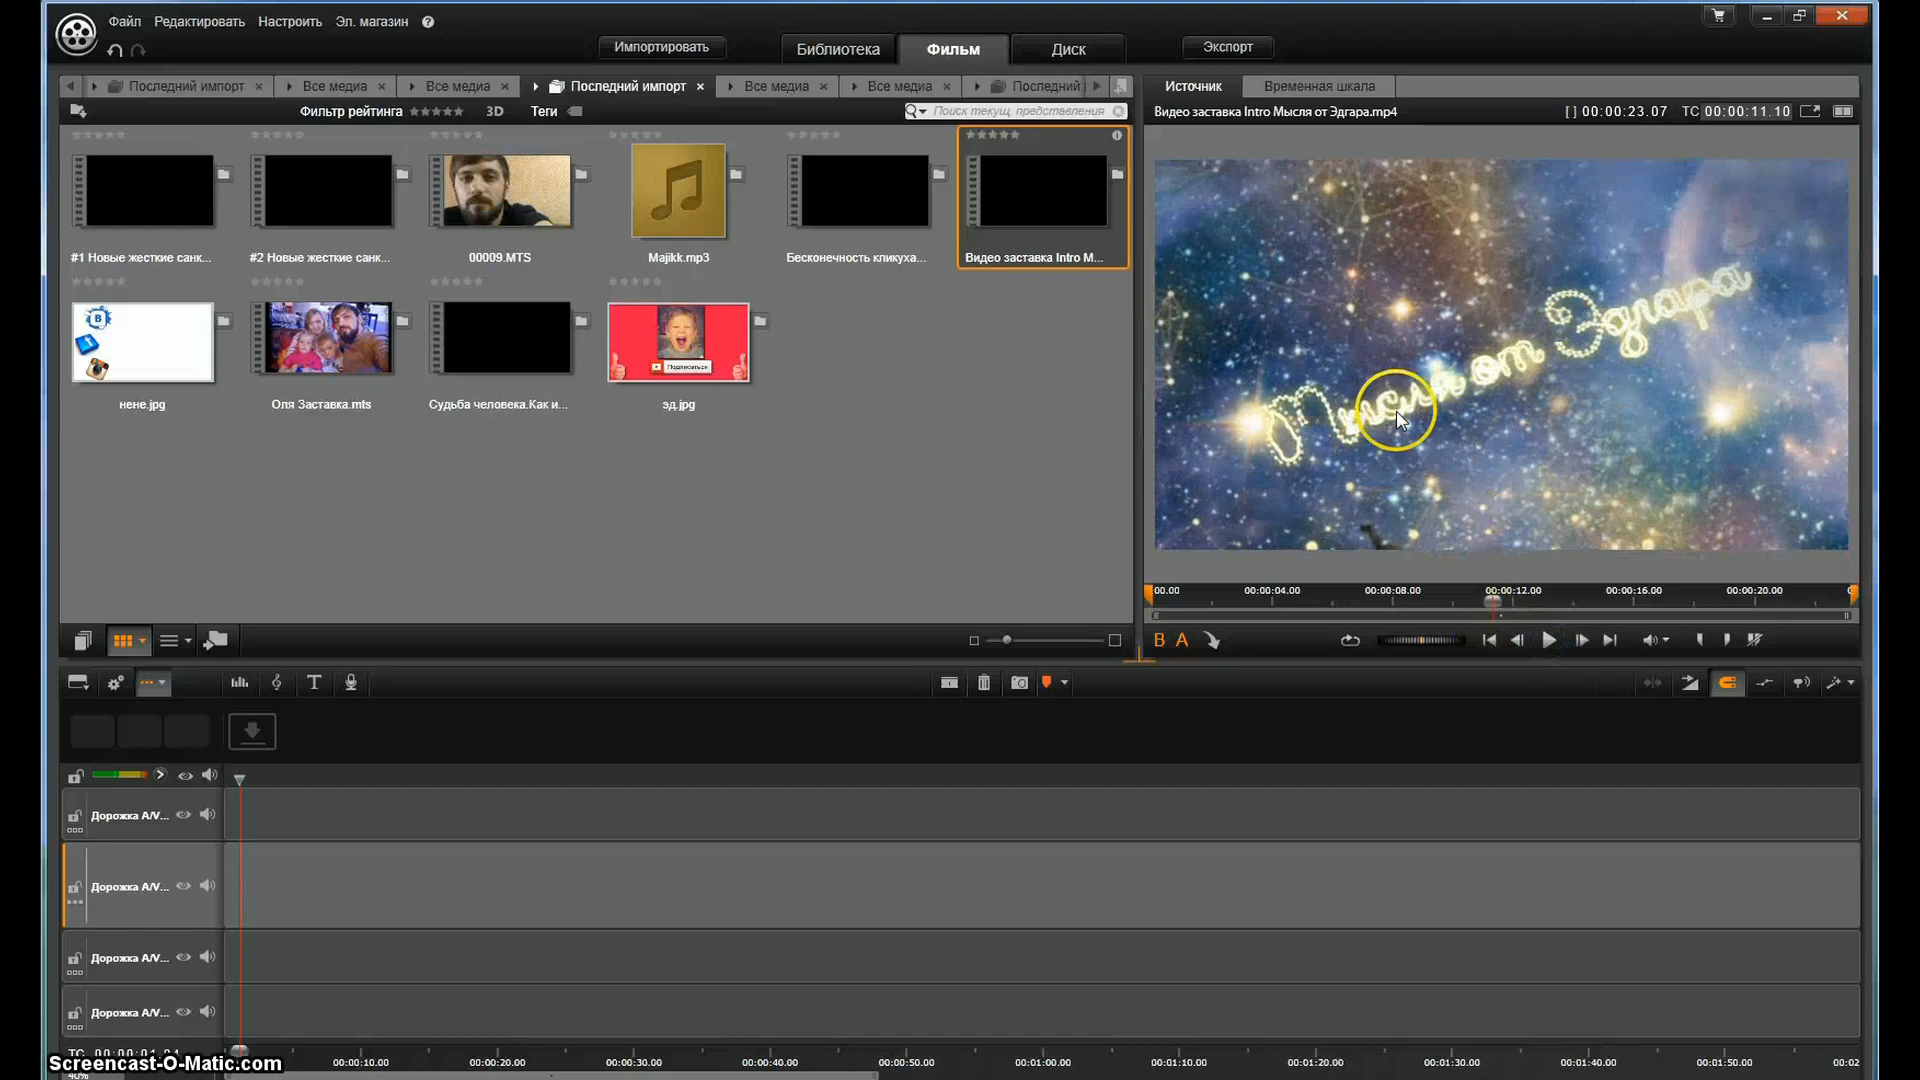 Файл Редактировать Настроить Эл. магазин ?
Импортировать Библиотека Фильм Диск Экспорт
Последний импорт × Все медиа × Все медиа × Последний импорт × Все медиа × Все медиа × Последний
Источник Временная шкала
Фильтр рейтинга 3D Теги Поиск текущ. представления
Видео заставка Intro Мысля от Эдгара.mp4 [ ] 00:00:23.07 TC 00:00:11.10
#1 Новые жесткие санк... #2 Новые жесткие санк... 00009.MTS Majikk.mp3 Бесконечность кликуха... Видео заставка Intro М...
Мысля от Эдгара
Подписаться
нене.jpg Оля Заставка.mts Судьба человека.Как и... эд.jpg
00.00 00:00:04.00 00:00:08.00 00:00:12.00 00:00:16.00 00:00:20.00
B A
T
Дорожка A/V...
Дорожка A/V...
Дорожка A/V...
Дорожка A/V...
00:00:10.00 00:00:20.00 00:00:30.00 00:00:40.00 00:00:50.00 00:01:00.00 00:01:10.00 00:01:20.00 00:01:30.00 00:01:40.00 00:01:50.00 00:02
Screencast-O-Matic.com